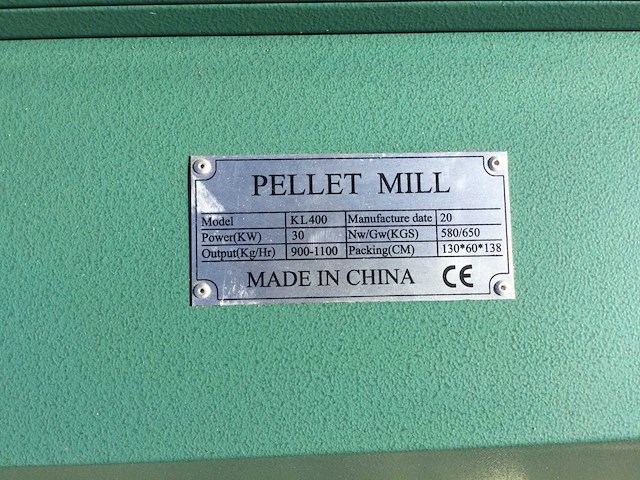 PELLET MILL
Model KL400 Manufacture date 20
Power(KW) 30 Nw/Gw(KGS) 580/650
Output(Kg/Hr) 900-1100 Packing(CM) 130*60*138
MADE IN CHINA CE